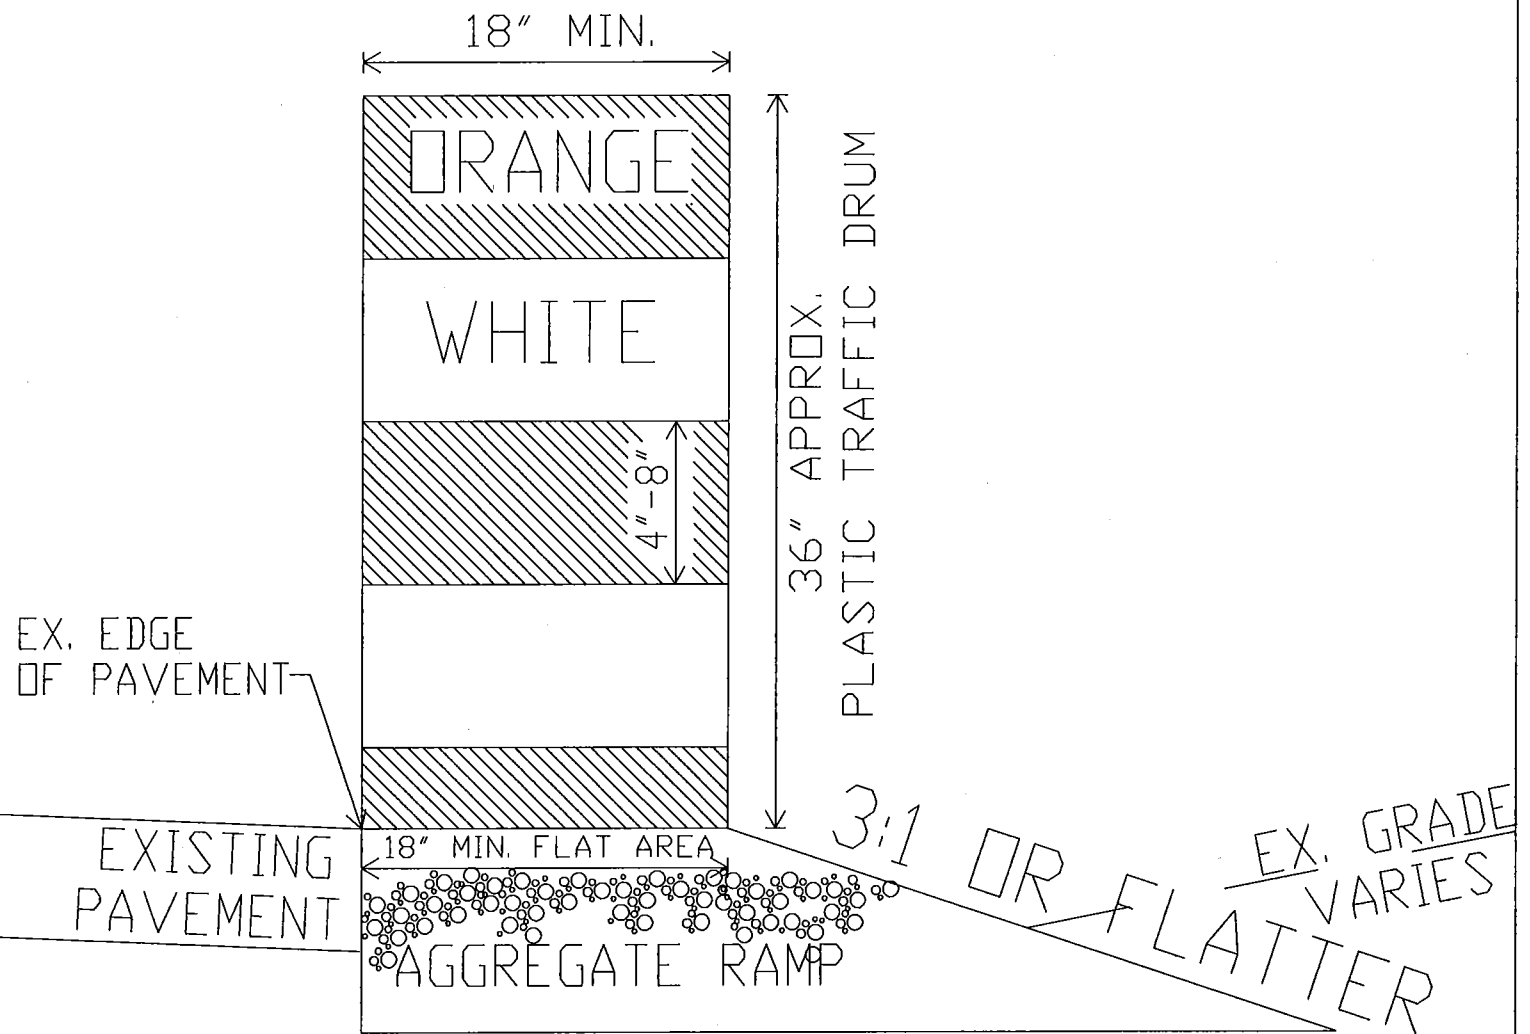 18" MIN.
ORANGE
WHITE
4"-8"
36" APPROX.
PLASTIC TRAFFIC DRUM
EX. EDGE
OF PAVEMENT
EXISTING
PAVEMENT
18" MIN. FLAT AREA
AGGREGATE RAMP
3:1 OR FLATTER
EX. GRADE
VARIES